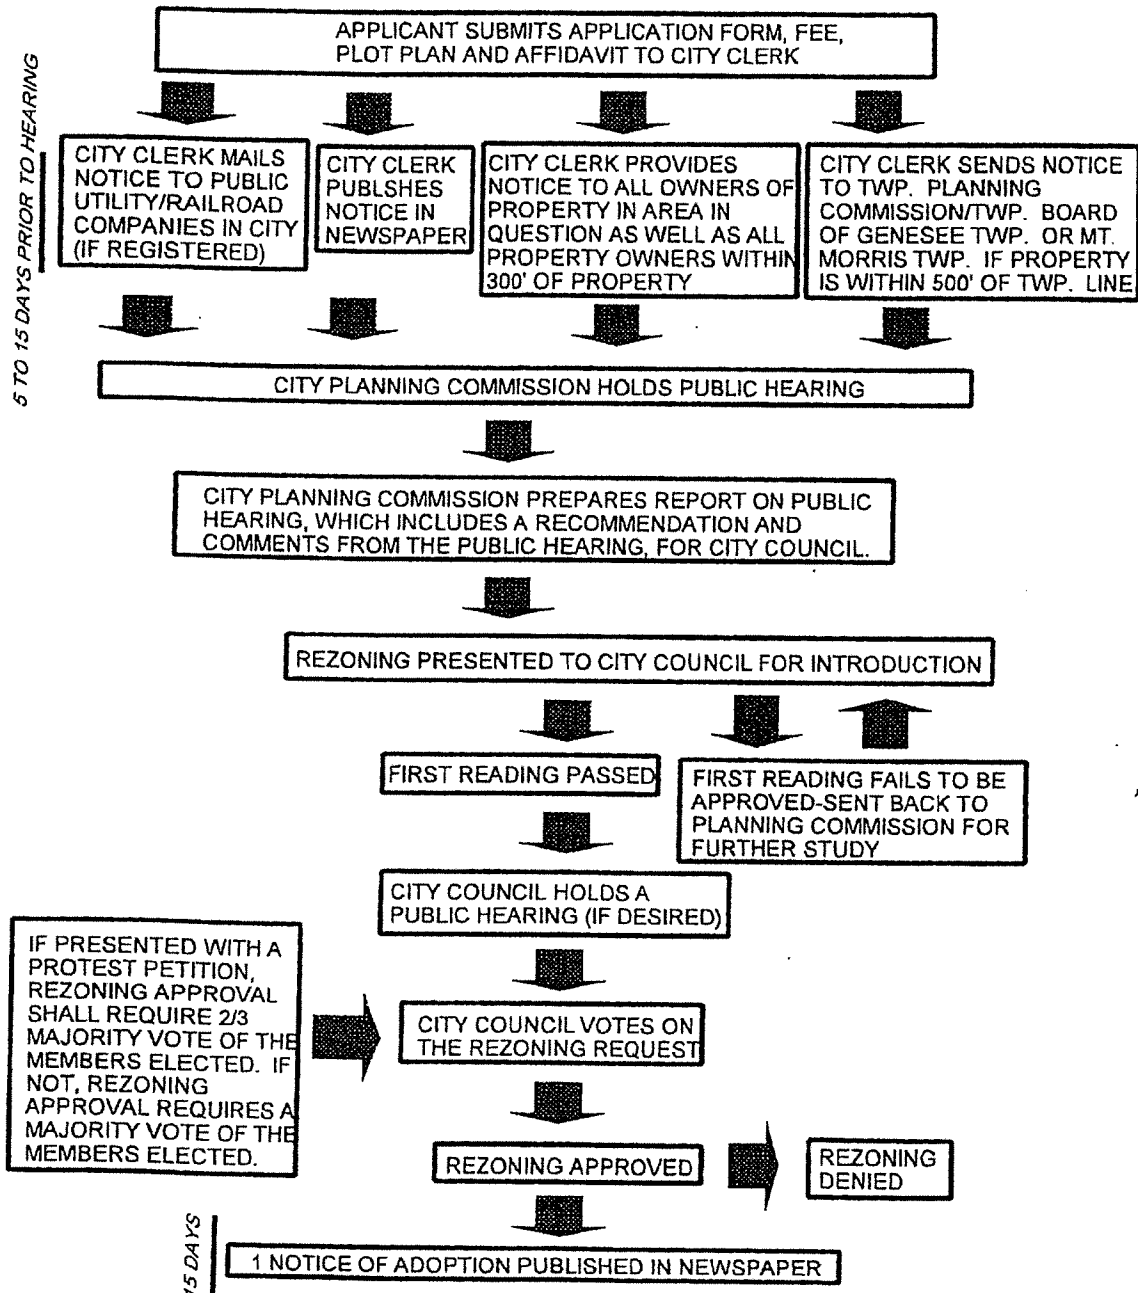 APPLICANT SUBMITS APPLICATION FORM, FEE,
PLOT PLAN AND AFFIDAVIT TO CITY CLERK
5 TO 15 DAYS PRIOR TO HEARING
CITY CLERK MAILS
NOTICE TO PUBLIC
UTILITY/RAILROAD
COMPANIES IN CITY
(IF REGISTERED)
CITY CLERK
PUBLSHES
NOTICE IN
NEWSPAPER
CITY CLERK PROVIDES
NOTICE TO ALL OWNERS OF
PROPERTY IN AREA IN
QUESTION AS WELL AS ALL
PROPERTY OWNERS WITHIN
300' OF PROPERTY
CITY CLERK SENDS NOTICE
TO TWP. PLANNING
COMMISSION/TWP. BOARD
OF GENESEE TWP. OR MT.
MORRIS TWP. IF PROPERTY
IS WITHIN 500' OF TWP. LINE
CITY PLANNING COMMISSION HOLDS PUBLIC HEARING
CITY PLANNING COMMISSION PREPARES REPORT ON PUBLIC
HEARING, WHICH INCLUDES A RECOMMENDATION AND
COMMENTS FROM THE PUBLIC HEARING, FOR CITY COUNCIL.
REZONING PRESENTED TO CITY COUNCIL FOR INTRODUCTION
FIRST READING PASSED
FIRST READING FAILS TO BE
APPROVED-SENT BACK TO
PLANNING COMMISSION FOR
FURTHER STUDY
CITY COUNCIL HOLDS A
PUBLIC HEARING (IF DESIRED)
IF PRESENTED WITH A
PROTEST PETITION,
REZONING APPROVAL
SHALL REQUIRE 2/3
MAJORITY VOTE OF THE
MEMBERS ELECTED. IF
NOT, REZONING
APPROVAL REQUIRES A
MAJORITY VOTE OF THE
MEMBERS ELECTED.
CITY COUNCIL VOTES ON
THE REZONING REQUEST
REZONING APPROVED
REZONING
DENIED
15 DAYS
1 NOTICE OF ADOPTION PUBLISHED IN NEWSPAPER